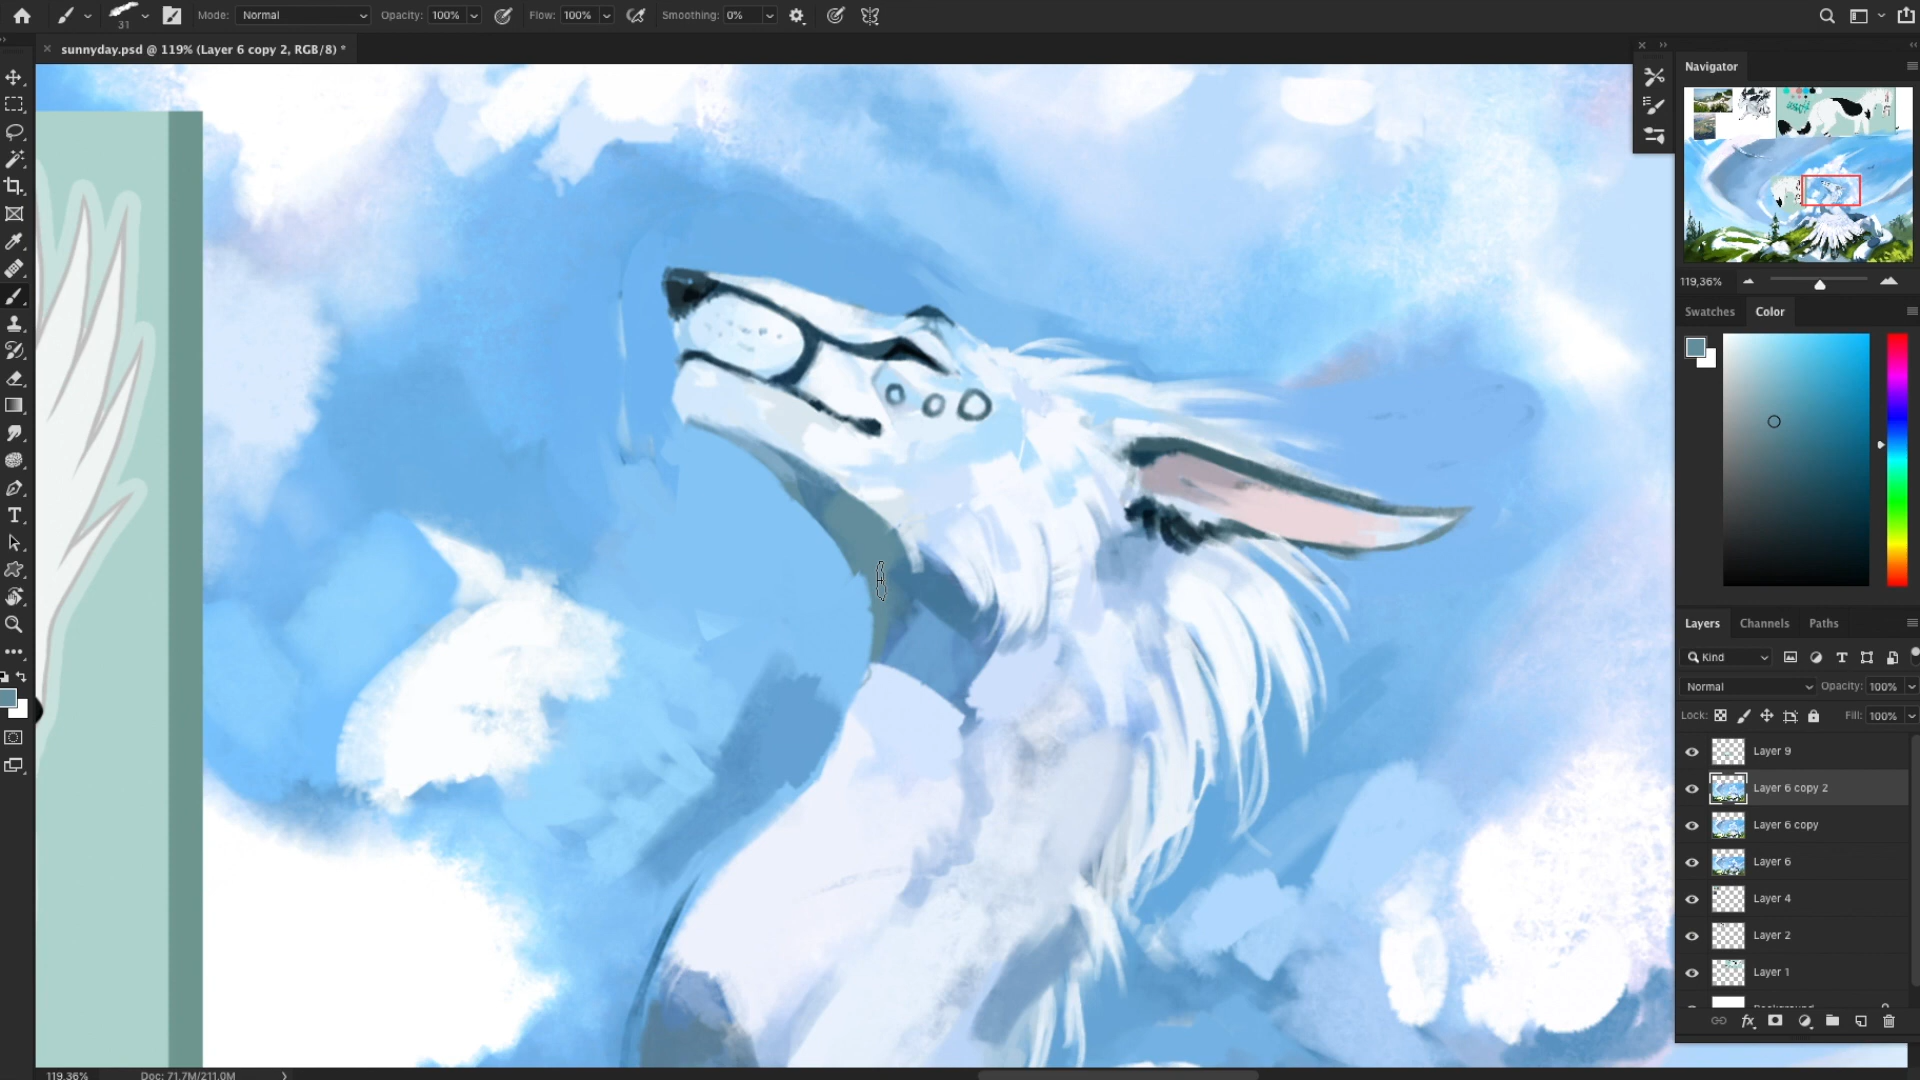 31
Mode:
Normal
Opacity:
100%
Flow:
100%
Smoothing:
0%
sunnyday.psd @ 119% (Layer 6 copy 2, RGB/8) *
Navigator
119,36%
Swatches
Color
Layers
Channels
Paths
Kind
Normal
Opacity:
100%
Lock:
Fill:
100%
Layer 9
Layer 6 copy 2
Layer 6 copy
Layer 6
Layer 4
Layer 2
Layer 1
119,36%
Doc: 71,7M/211,0M